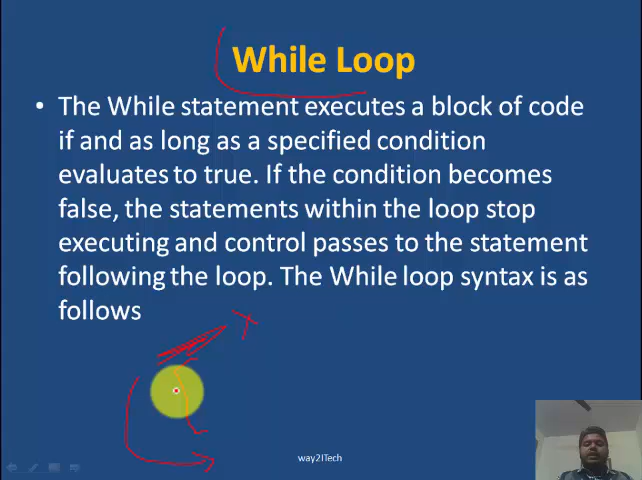 While Loop
• The While statement executes a block of code
if and as long as a specified condition
evaluates to true. If the condition becomes
false, the statements within the loop stop
executing and control passes to the statement
following the loop. The While loop syntax is as
follows
way2ITech